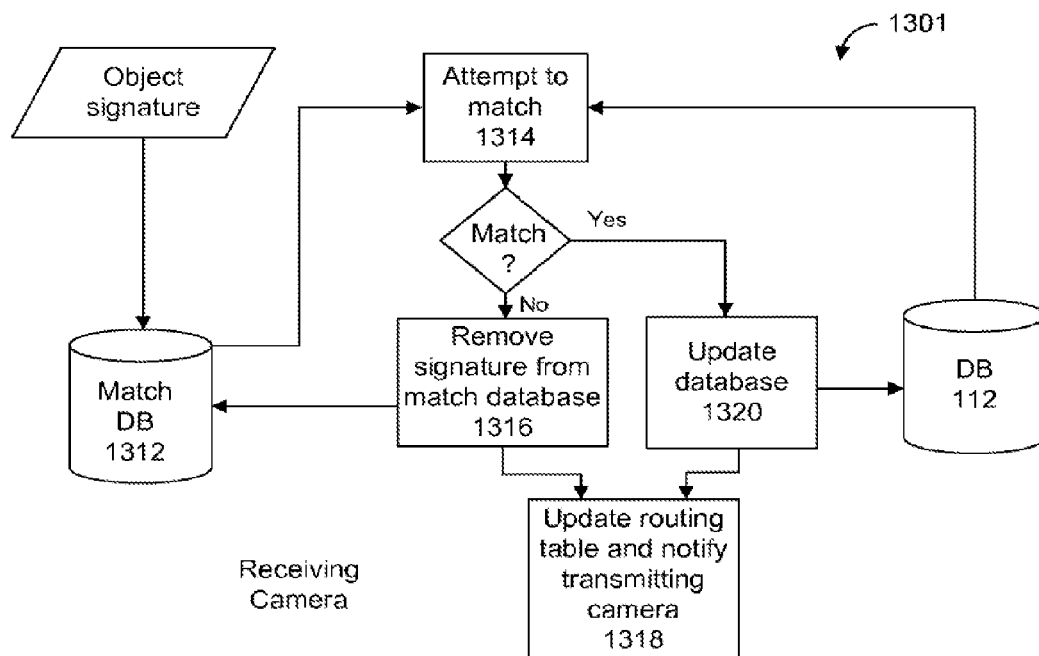 1301
Object
signature
Attempt to
match
1314
Match
?
Yes
No
Match
DB
1312
Remove
signature from
match database
1316
Update
database
1320
DB
112
Update routing
table and notify
transmitting
camera
1318
Receiving
Camera